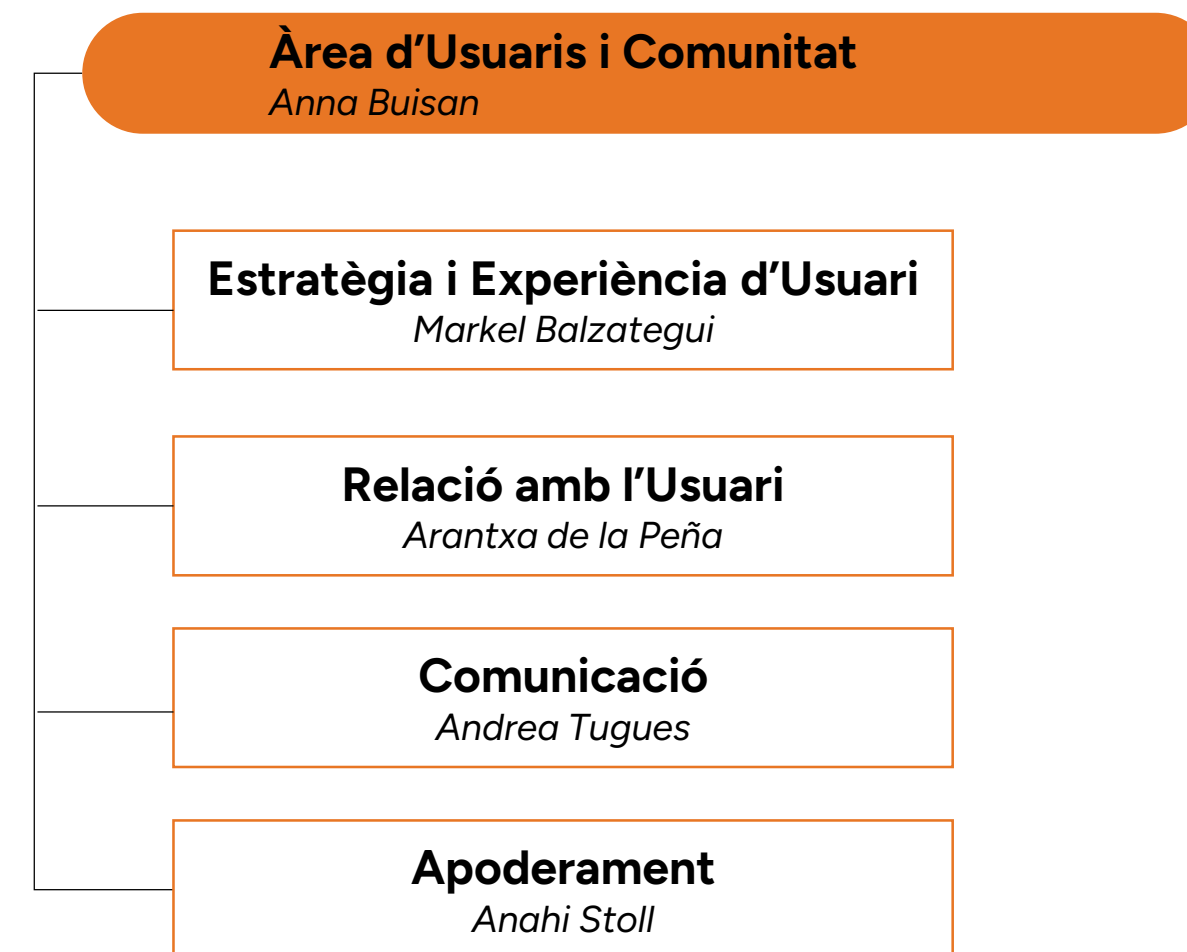 Àrea d’Usuaris i Comunitat
Anna Buisan
Estratègia i Experiència d’Usuari
Markel Balzategui
Relació amb l’Usuari
Arantxa de la Peña
Comunicació
Andrea Tugues
Apoderament
Anahi Stoll